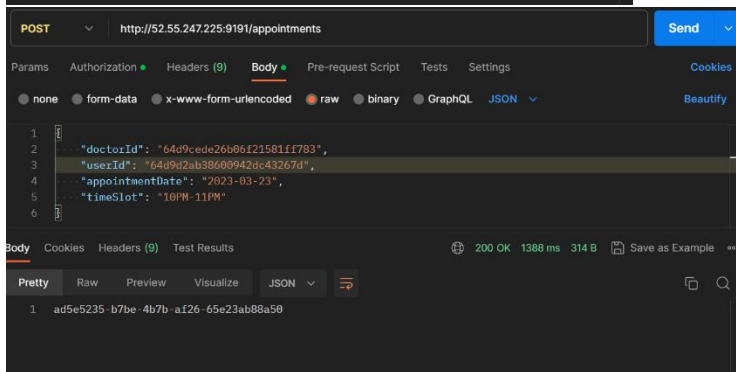 POST http://52.55.247.225:9191/appointments Send
Params Authorization Headers (9) Body Pre-request Script Tests Settings Cookies
none form-data x-www-form-urlencoded raw binary GraphQL JSON Beautify
1 {
2 "doctorId": "64d9cede26b06f21581ff783",
3 "userId": "64d9d2ab38600942dc43267d",
4 "appointmentDate": "2023-03-23",
5 "timeSlot": "10PM-11PM"
6 }
Body Cookies Headers (9) Test Results 200 OK 1388 ms 314 B Save as Example
Pretty Raw Preview Visualize JSON
1 ad5e5235-b7be-4b7b-af26-65e23ab88a50